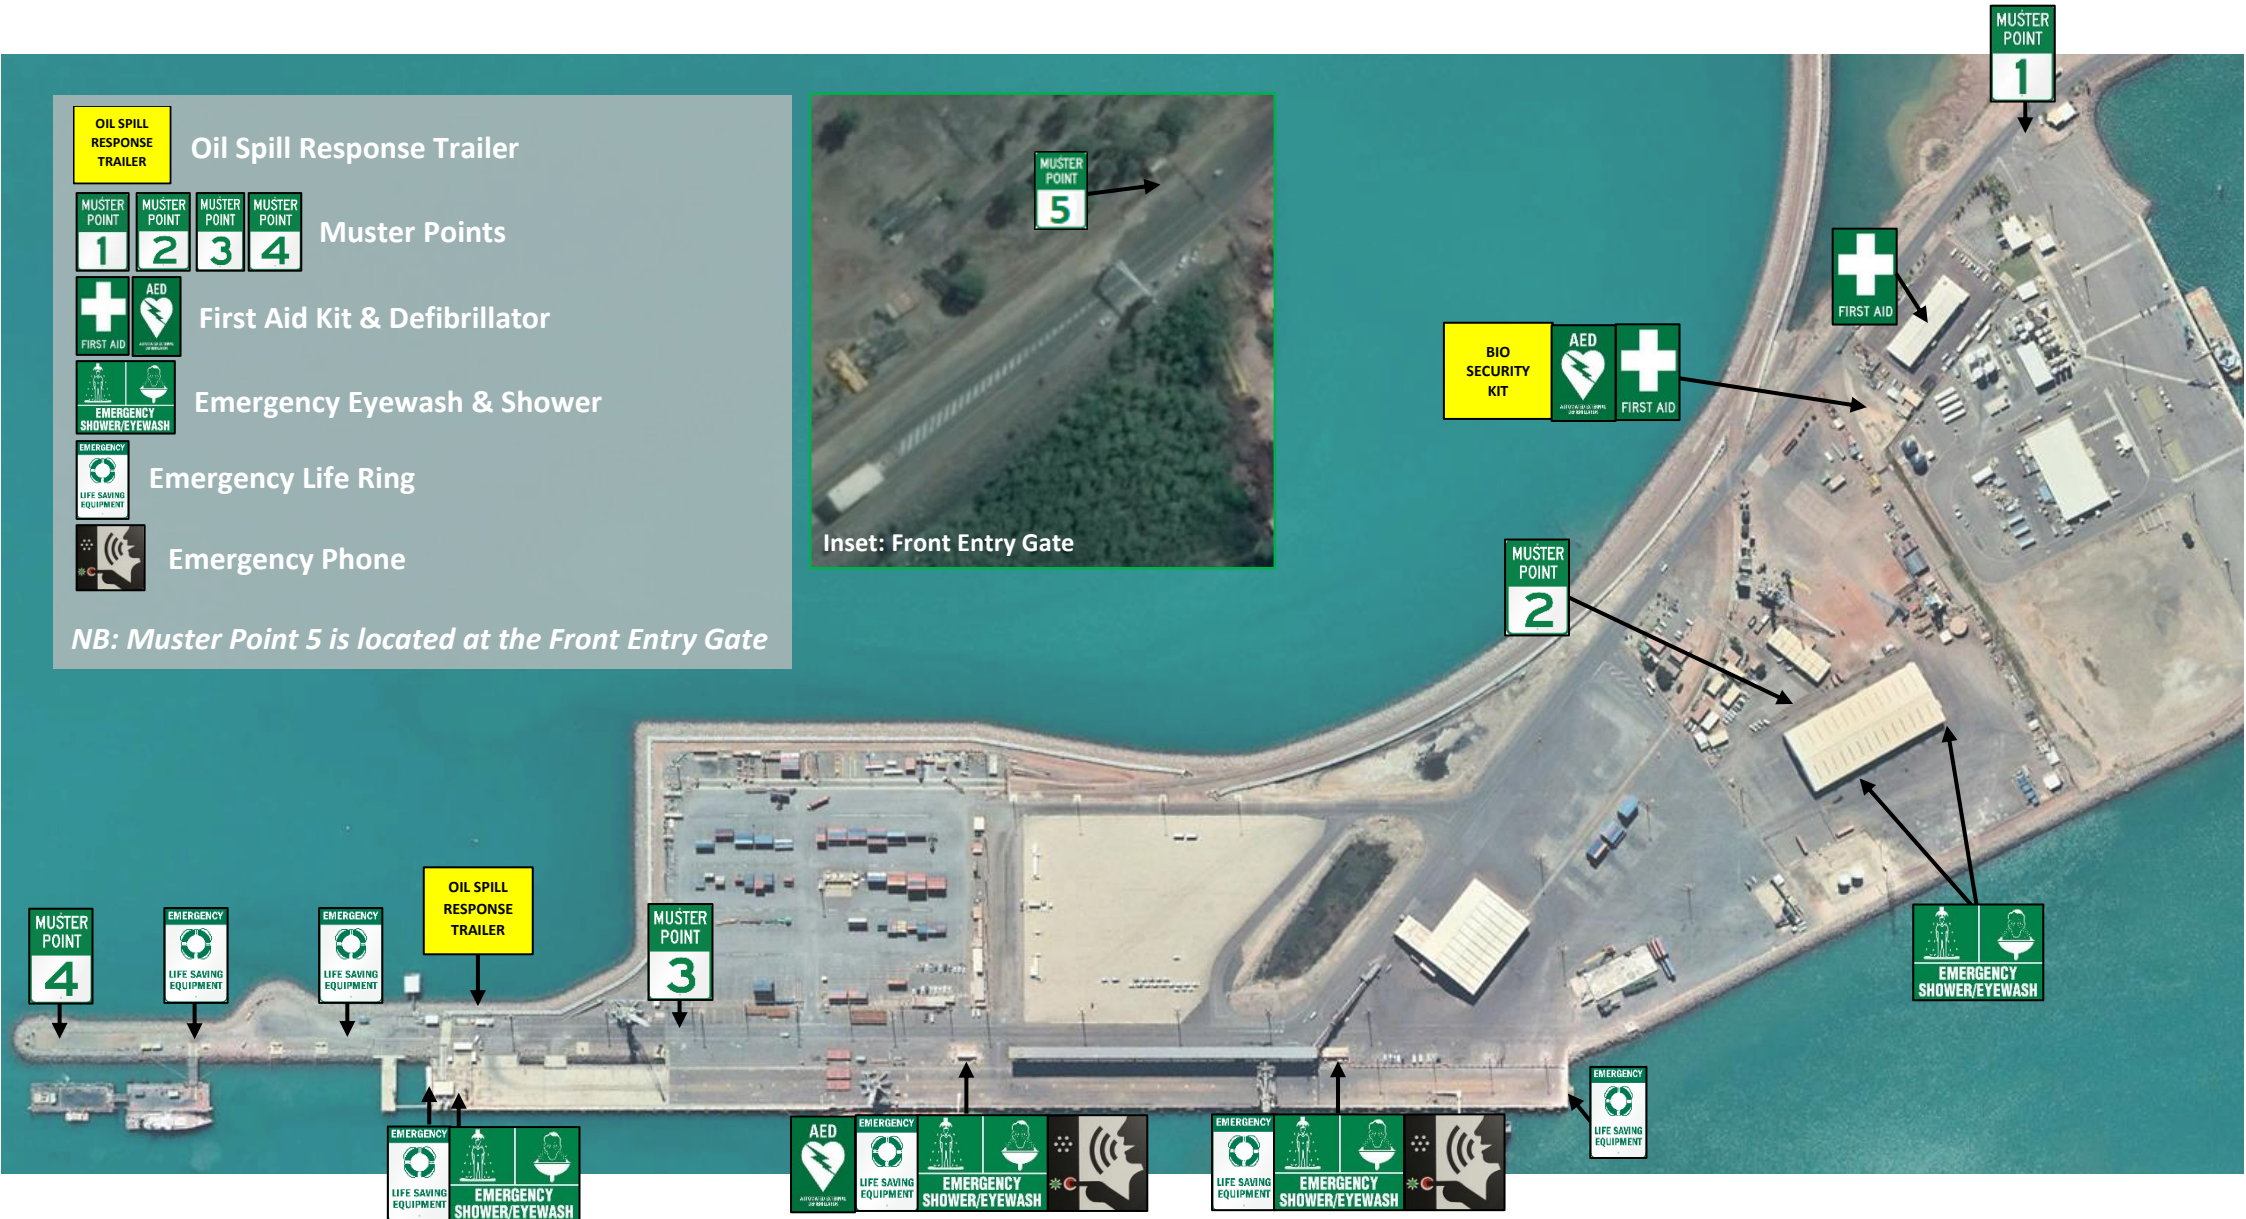 MUSTER
POINT
1
OIL SPILL
RESPONSE
TRAILER
Oil Spill Response Trailer
MUSTER
POINT
1
MUSTER
POINT
2
MUSTER
POINT
3
MUSTER
POINT
4
Muster Points
FIRST AID
AED
First Aid Kit & Defibrillator
EMERGENCY
SHOWER/EYEWASH
Emergency Eyewash & Shower
EMERGENCY
LIFE SAVING
EQUIPMENT
Emergency Life Ring
Emergency Phone
NB: Muster Point 5 is located at the Front Entry Gate
MUSTER
POINT
5
Inset: Front Entry Gate
FIRST AID
BIO
SECURITY
KIT
AED
AUTOMATED EXTERNAL
DEFIBRILLATOR
FIRST AID
MUSTER
POINT
2
MUSTER
POINT
4
EMERGENCY
LIFE SAVING
EQUIPMENT
EMERGENCY
LIFE SAVING
EQUIPMENT
OIL SPILL
RESPONSE
TRAILER
MUSTER
POINT
3
EMERGENCY
SHOWER/EYEWASH
EMERGENCY
LIFE SAVING
EQUIPMENT
EMERGENCY
LIFE SAVING
EQUIPMENT
EMERGENCY
SHOWER/EYEWASH
AED
AUTOMATED EXTERNAL
DEFIBRILLATOR
EMERGENCY
LIFE SAVING
EQUIPMENT
EMERGENCY
SHOWER/EYEWASH
EMERGENCY
LIFE SAVING
EQUIPMENT
EMERGENCY
SHOWER/EYEWASH